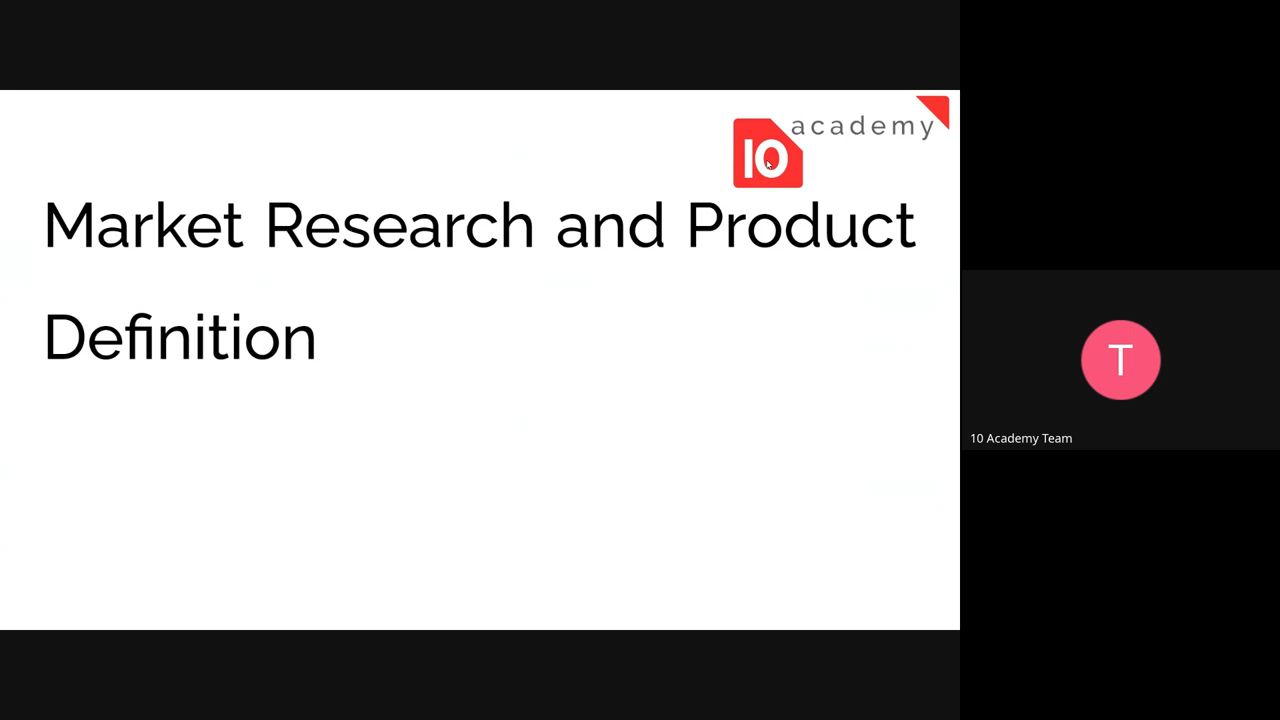 academy
10
Market Research and Product
Definition
T
10 Academy Team